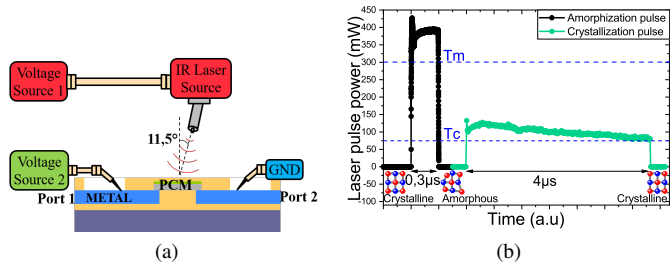 Voltage
Source 1
IR Laser
Source
11,5°
Voltage
Source 2
GND
PCM
Port 1
METAL
Port 2
(a)
Laser pulse power (mW)
450
400
350
300
250
200
150
100
50
0
-50
-100
Amorphization pulse
Crystallization pulse
Tm
Tc
0,3µs
4µs
Crystalline
Amorphous
Crystalline
Time (a.u)
(b)